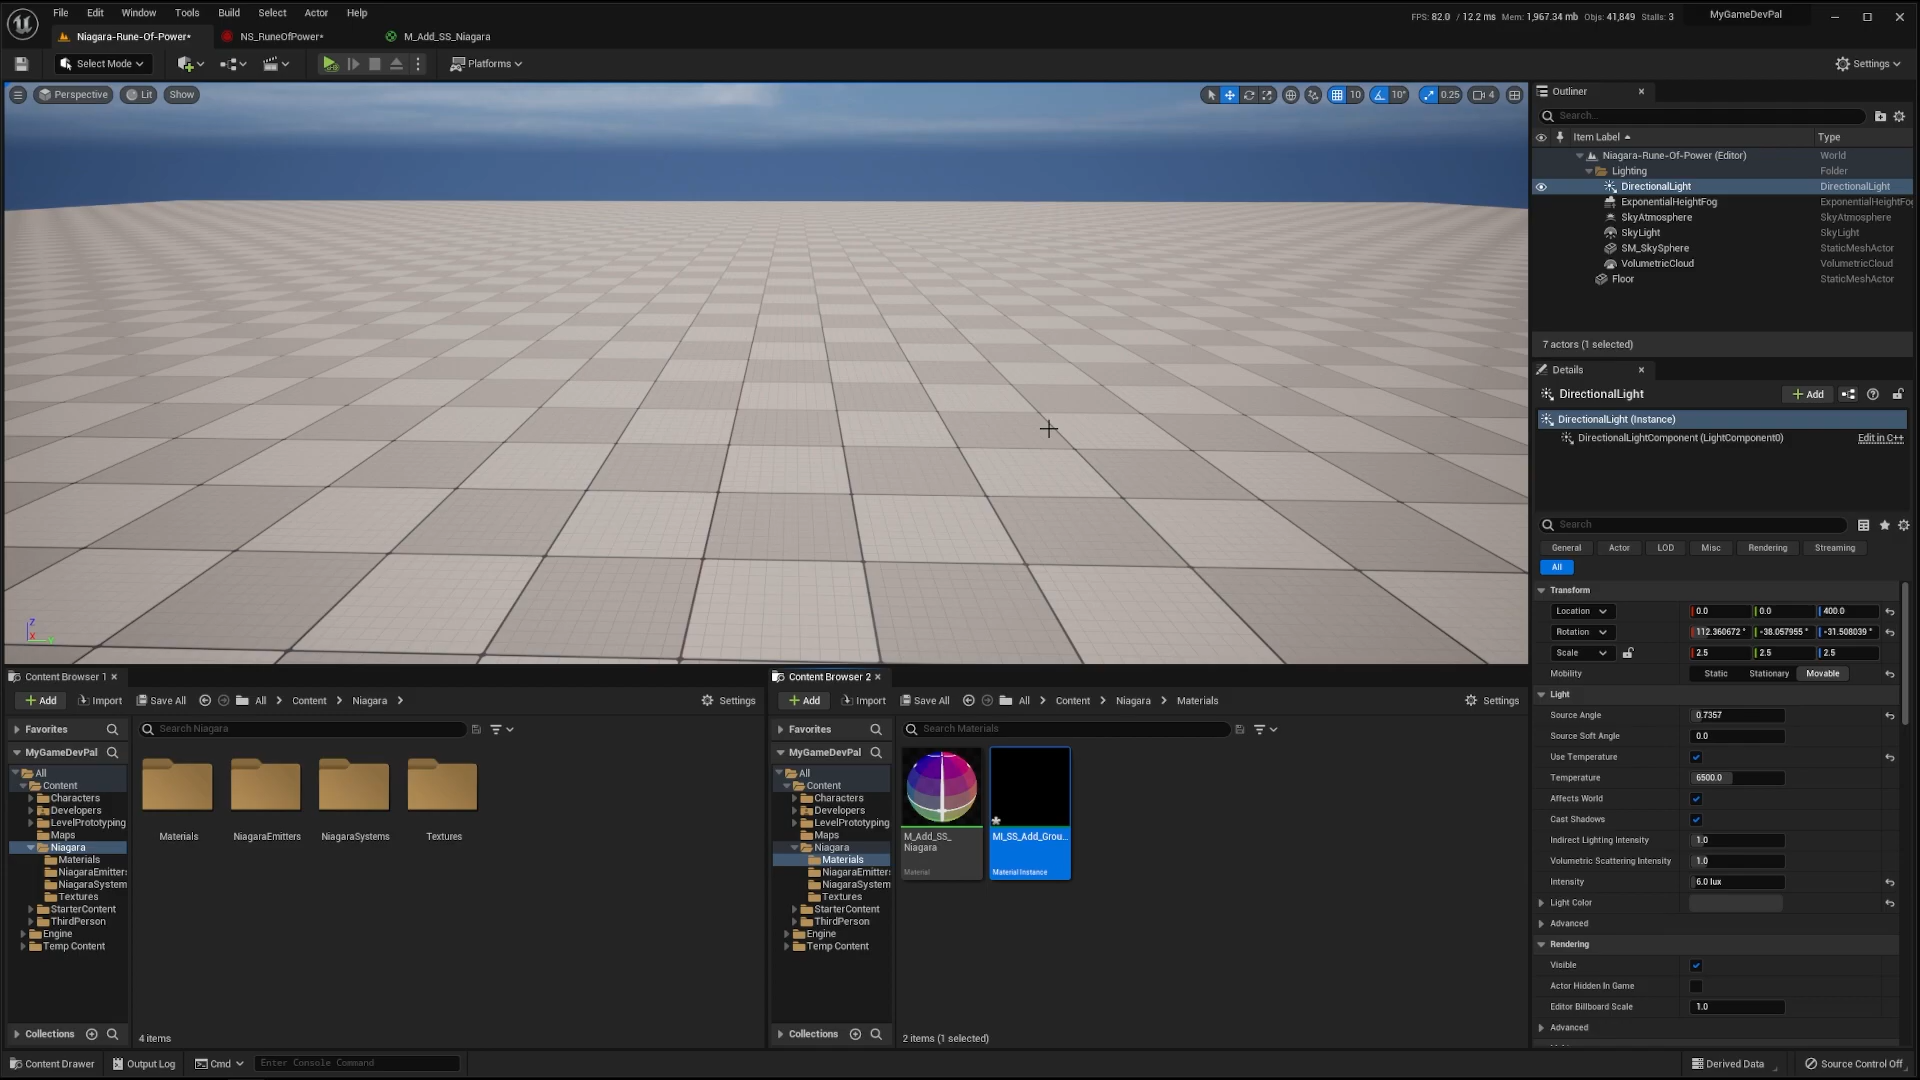 File Edit Window Tools Build Select Actor Help
FPS: 82.0 / 12.2 ms Mem: 1,967.34 mb Objs: 41,849 Stalls: 3 MyGameDevPal
Niagara-Rune-Of-Power* NS_RuneOfPower* M_Add_SS_Niagara
Select Mode Platforms Settings
Perspective Lit Show 10 10° 0.25 4
Outliner
Search...
Item Label Type
Niagara-Rune-Of-Power (Editor) World
Lighting Folder
DirectionalLight DirectionalLight
ExponentialHeightFog ExponentialHeightFog
SkyAtmosphere SkyAtmosphere
SkyLight SkyLight
SM_SkySphere StaticMeshActor
VolumetricCloud VolumetricCloud
Floor StaticMeshActor
7 actors (1 selected)
Details
DirectionalLight Add
DirectionalLight (Instance)
DirectionalLightComponent (LightComponent0) Edit in C++
Search
General Actor LOD Misc Rendering Streaming
All
Transform
Location 0.0 0.0 400.0
Rotation 112.360672 ° -38.057955 ° -31.508039 °
Scale 2.5 2.5 2.5
Mobility Static Stationary Movable
Light
Source Angle 0.7357
Source Soft Angle 0.0
Use Temperature
Temperature 6500.0
Affects World
Cast Shadows
Indirect Lighting Intensity 1.0
Volumetric Scattering Intensity 1.0
Intensity 6.0 lux
Light Color
Advanced
Rendering
Visible
Actor Hidden In Game
Editor Billboard Scale 1.0
Advanced
Z
X
Y
Content Browser 1
Add Import Save All All Content Niagara Settings
Favorites
Search Niagara
MyGameDevPal
All
Content
Characters
Developers
LevelPrototyping
Maps
Niagara
Materials
NiagaraEmitters
NiagaraSystem
Textures
StarterContent
ThirdPerson
Engine
Temp Content
Materials NiagaraEmitters NiagaraSystems Textures
Collections
4 items
Content Browser 2
Add Import Save All All Content Niagara Materials Settings
Favorites
Search Materials
MyGameDevPal
All
Content
Characters
Developers
LevelPrototyping
Maps
Niagara
Materials
NiagaraEmitters
NiagaraSystem
Textures
StarterContent
ThirdPerson
Engine
Temp Content
M_Add_SS_
Niagara
Material
MI_SS_Add_Grou...
Material Instance
Collections
2 items (1 selected)
Content Drawer Output Log Cmd Enter Console Command Derived Data Source Control Off